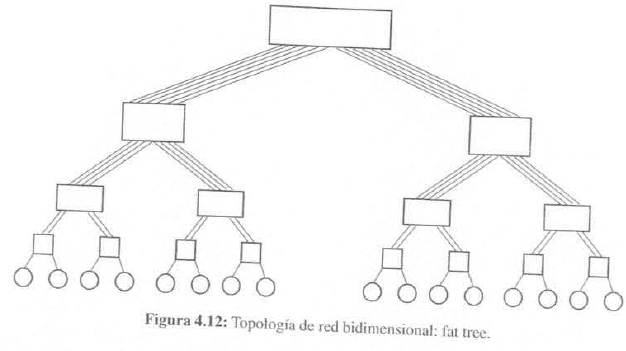 Figura 4.12: Topología de red bidimensional: fat tree.